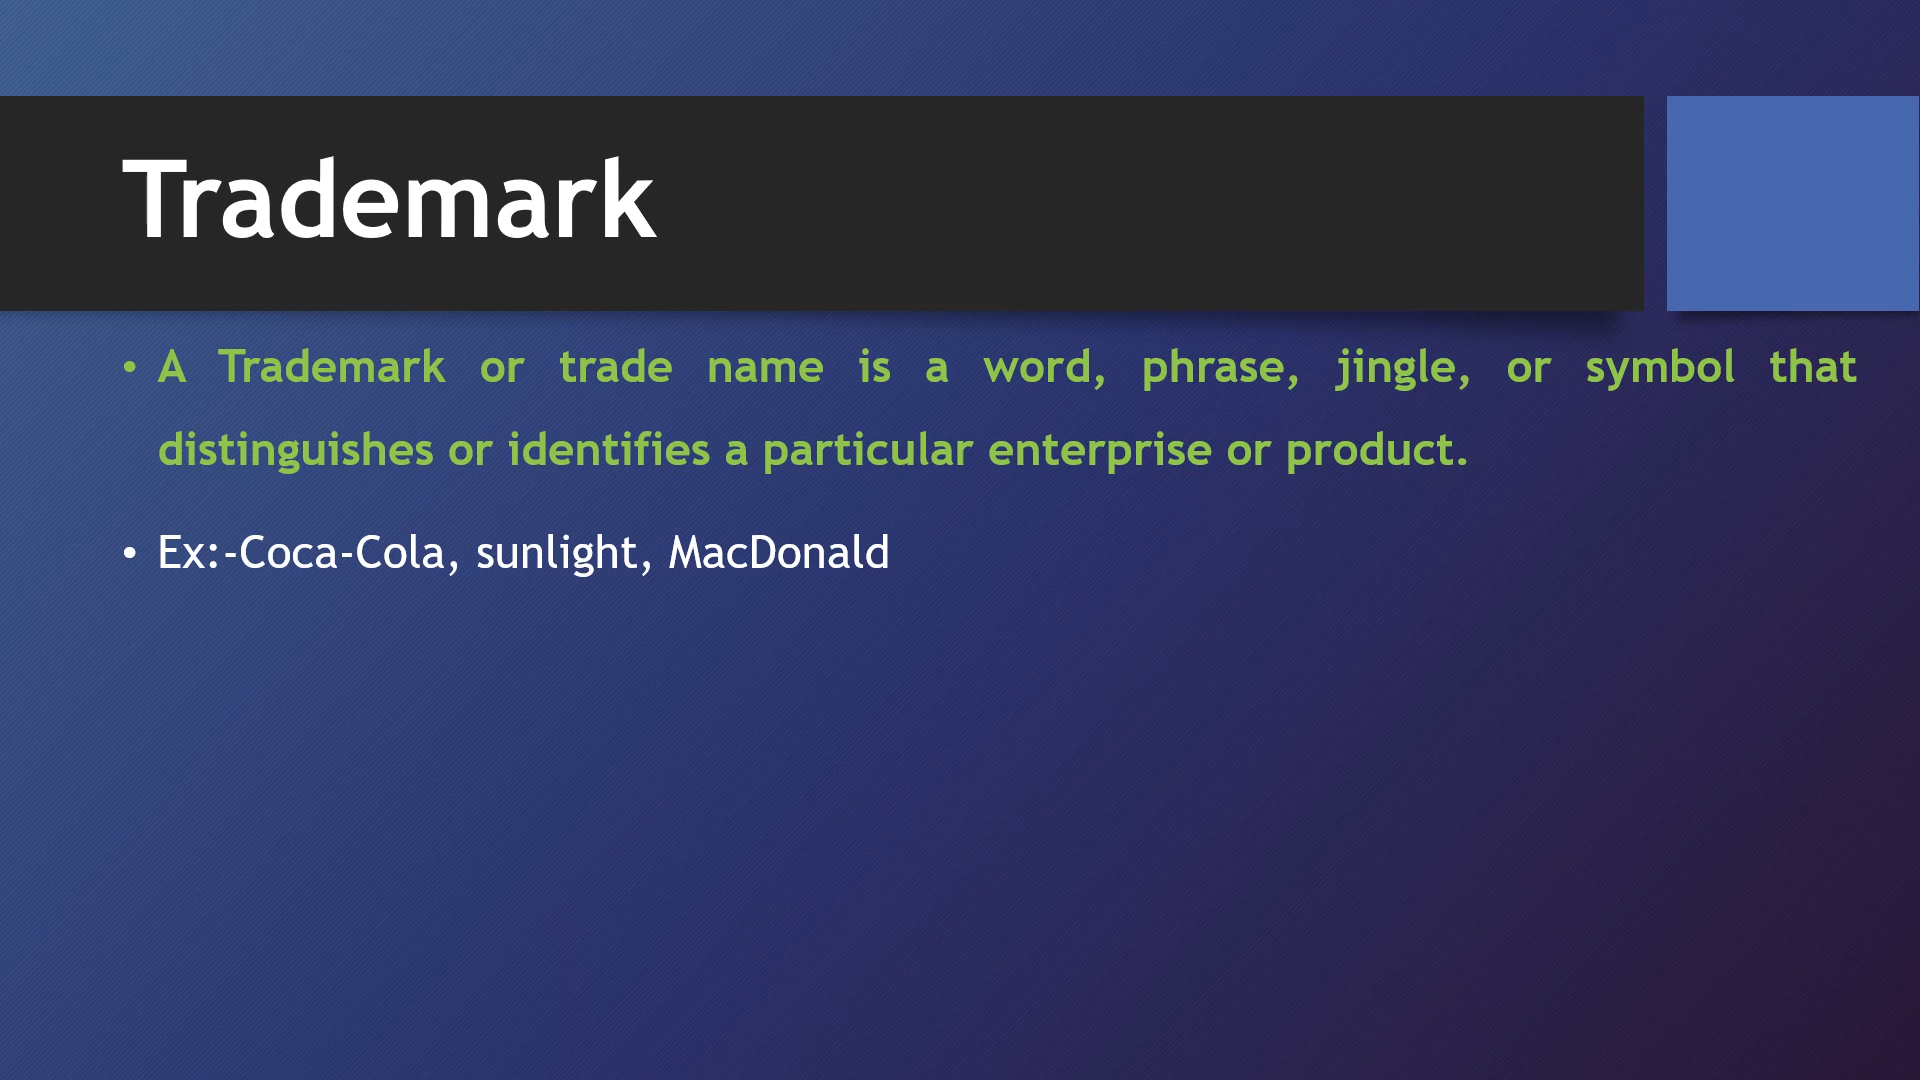 Trademark
• A Trademark or trade name is a word, phrase, jingle, or symbol that
distinguishes or identifies a particular enterprise or product.
• Ex:-Coca-Cola, sunlight, MacDonald